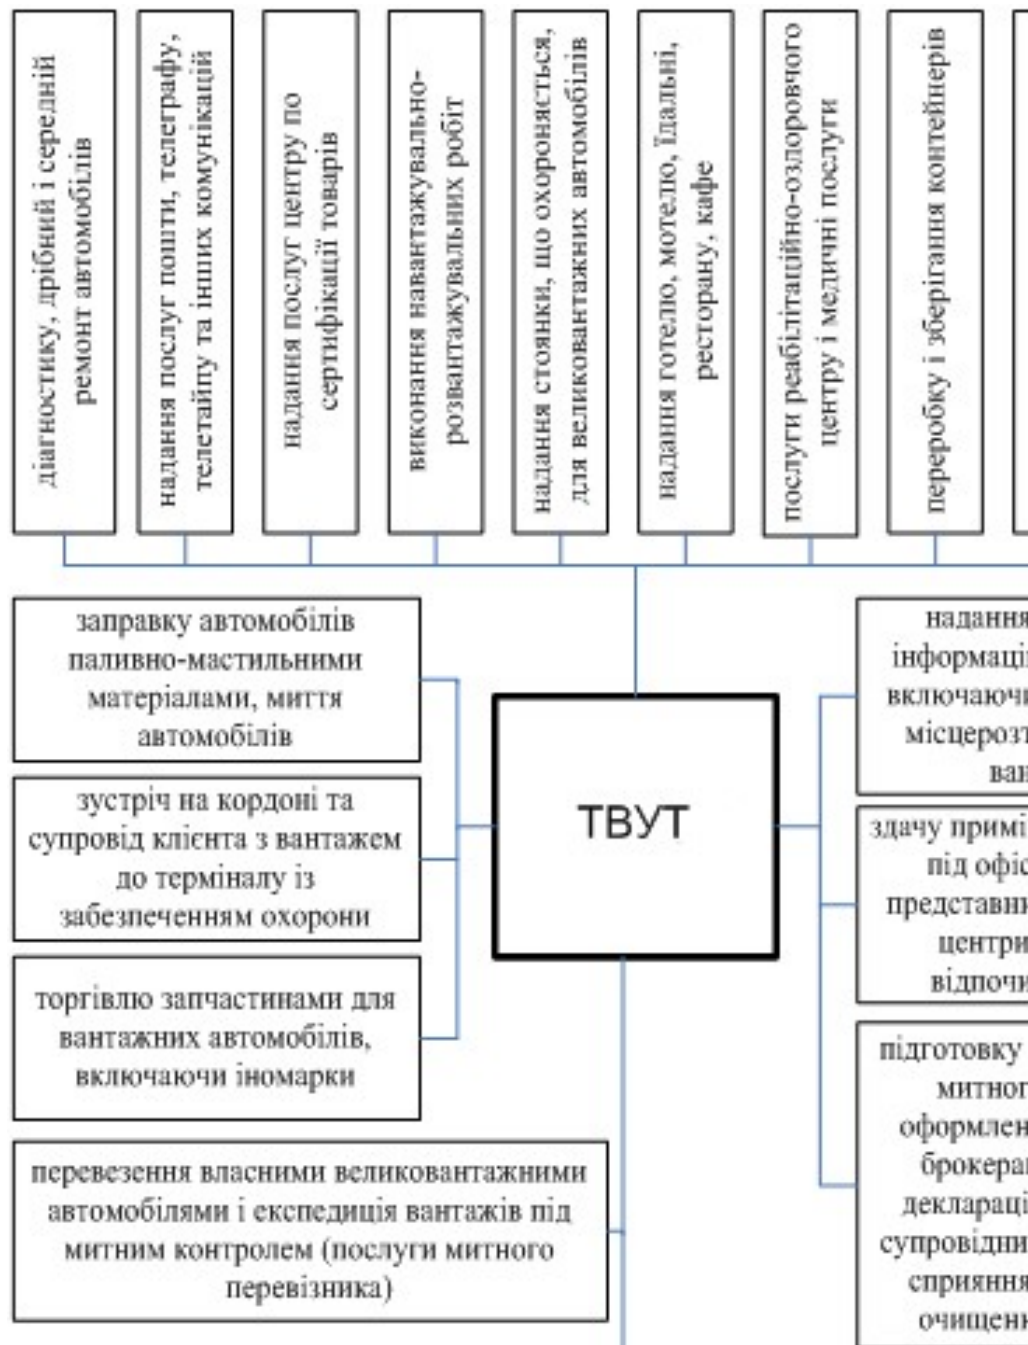 діагностику, дрібний і середній
ремонт автомобілів
надання послуг пошти, телеграфу,
телетайпу та інших комунікацій
надання послуг центру по
сертифікації товарів
виконання навантажувально-
розвантажувальних робіт
надання стоянки, що охороняється,
для великовантажних автомобілів
надання готелю, мотелю, їдальні,
ресторану, кафе
послуги реабілітаційно-оздоровчого
центру і медичні послуги
переробку і зберігання контейнерів
заправку автомобілів
паливно-мастильними
матеріалами, миття
автомобілів
зустріч на кордоні та
супровід клієнта з вантажем
до терміналу із
забезпеченням охорони
торгівлю запчастинами для
вантажних автомобілів,
включаючи іномарки
перевезення власними великовантажними
автомобілями і експедиція вантажів під
митним контролем (послуги митного
перевізника)
ТВУТ
надання
інформаці
включаючи
місцерозт
ван
здачу примі
під офіс
представни
центри
відпочи
підготовку
митног
оформлен
брокера
деклараці
супровідни
сприяння
очищен